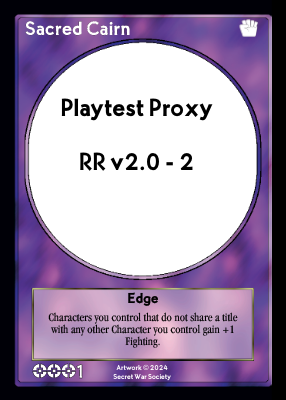 Sacred Cairn
Playtest Proxy
RR v2.0 - 2
Edge
Characters you control that do not share a title
with any other Character you control gain +1
Fighting.
1
Artwork © 2024
Secret War Society